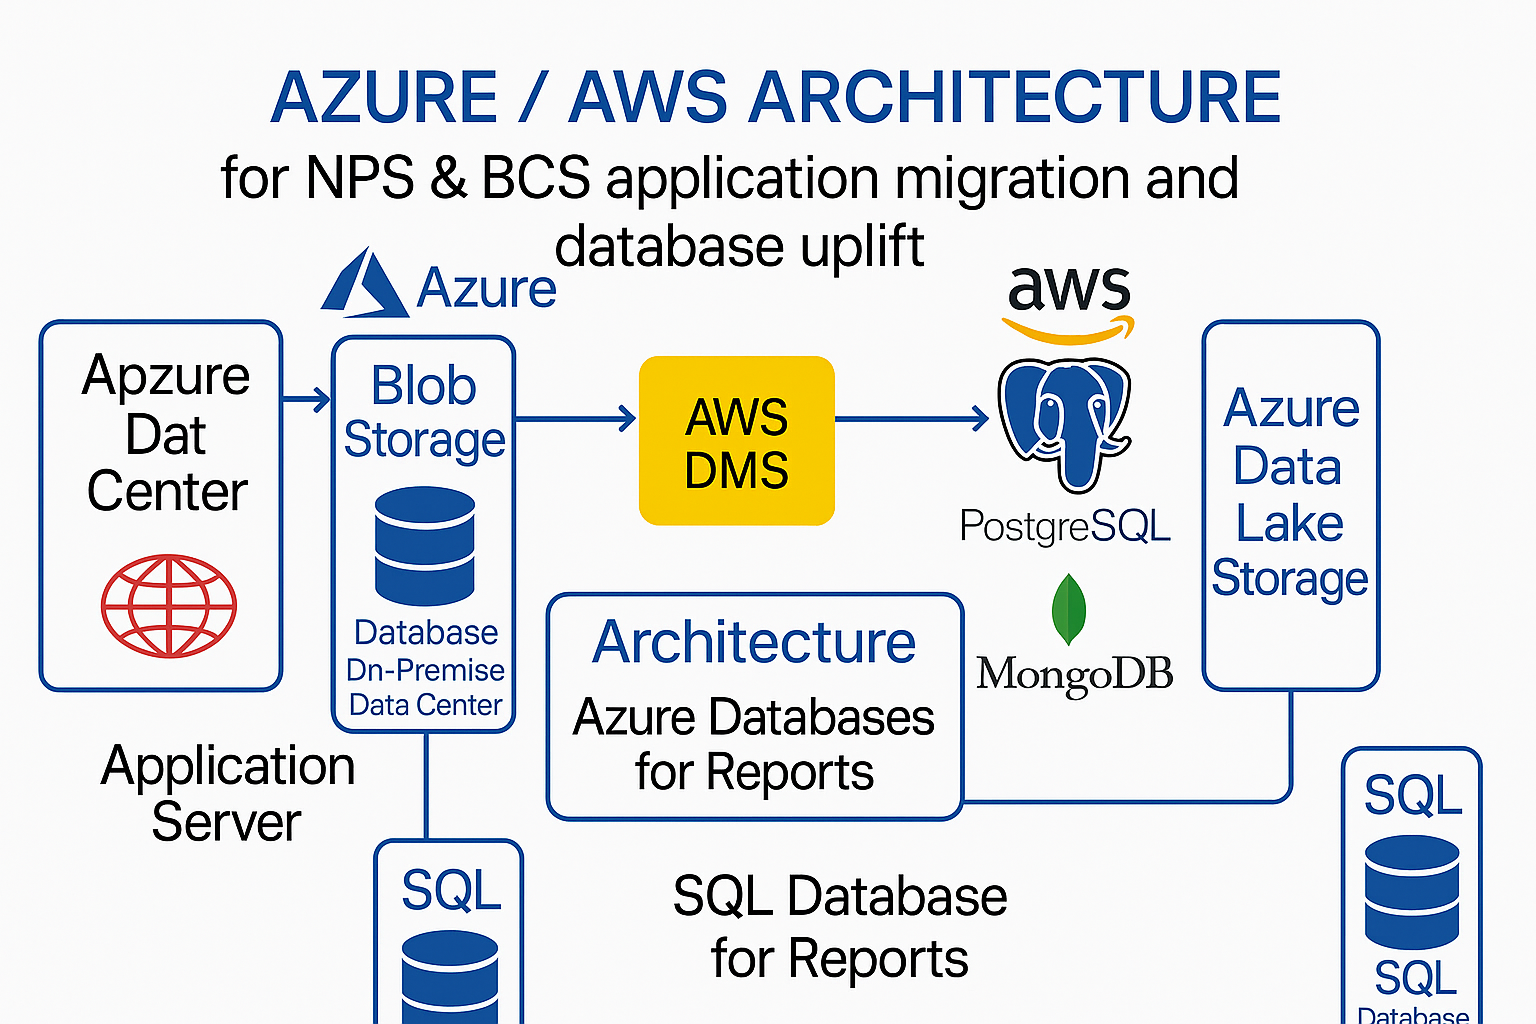 AZURE / AWS ARCHITECTURE
for NPS & BCS application migration and
database uplift
Azure
aws
Apzure
Dat
Center
Blob
Storage
Database
Dn-Premise
Data Center
AWS
DMS
PostgreSQL
MongoDB
Azure
Data
Lake
Storage
Architecture
Azure Databases
for Reports
Application
Server
SQL
SQL Database
for Reports
SQL
SQL
Database